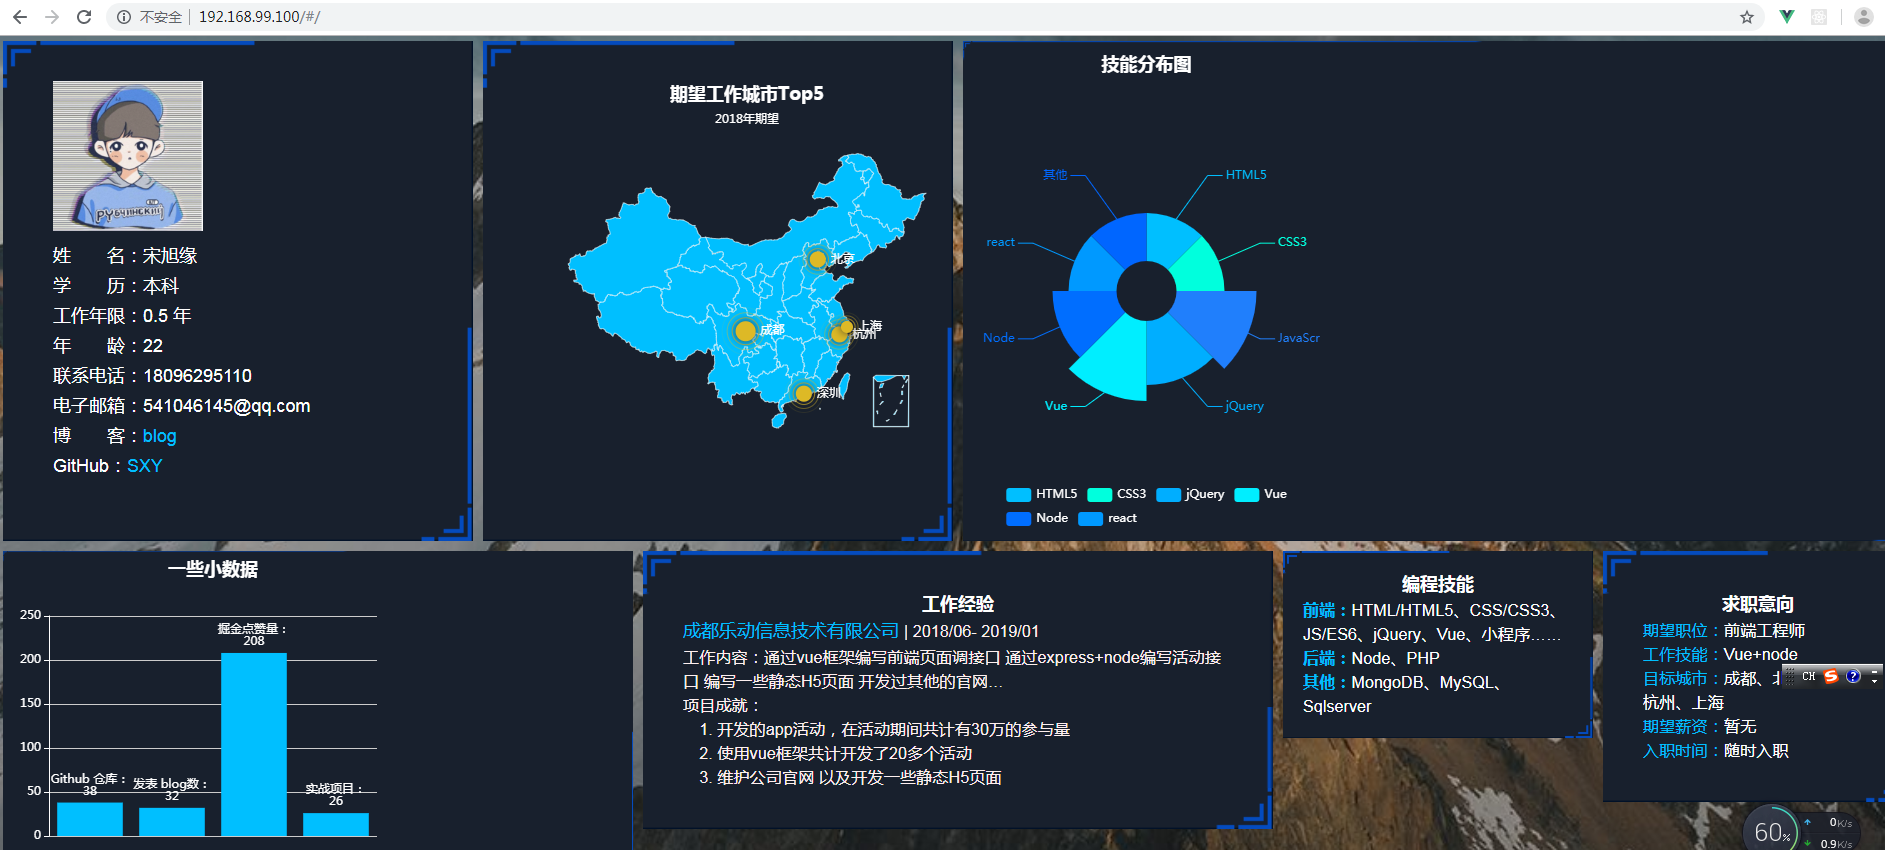 不安全 | 192.168.99.100/#/
РУБЧИНСКИЙ
姓 名：宋旭缘
学 历：本科
工作年限：0.5 年
年 龄：22
联系电话：18096295110
电子邮箱：541046145@qq.com
博 客：blog
GitHub：SXY
期望工作城市Top5
2018年期望
北京
成都
上海
杭州
深圳
技能分布图
其他
HTML5
react
CSS3
Node
JavaScr
Vue
jQuery
HTML5 CSS3 jQuery Vue
Node react
一些小数据
250
200
150
100
50
0
Github 仓库：
38
发表 blog数：
32
掘金点赞量：
208
实战项目：
26
工作经验
成都乐动信息技术有限公司 | 2018/06- 2019/01
工作内容：通过vue框架编写前端页面调接口 通过express+node编写活动接
口 编写一些静态H5页面 开发过其他的官网...
项目成就：
1. 开发的app活动，在活动期间共计有30万的参与量
2. 使用vue框架共计开发了20多个活动
3. 维护公司官网 以及开发一些静态H5页面
编程技能
前端：HTML/HTML5、CSS/CSS3、
JS/ES6、jQuery、Vue、小程序……
后端：Node、PHP
其他：MongoDB、MySQL、
Sqlserver
求职意向
期望职位：前端工程师
工作技能：Vue+node
目标城市：成都、
杭州、上海
期望薪资：暂无
入职时间：随时入职
CH
60%
0K/s
0.9K/s